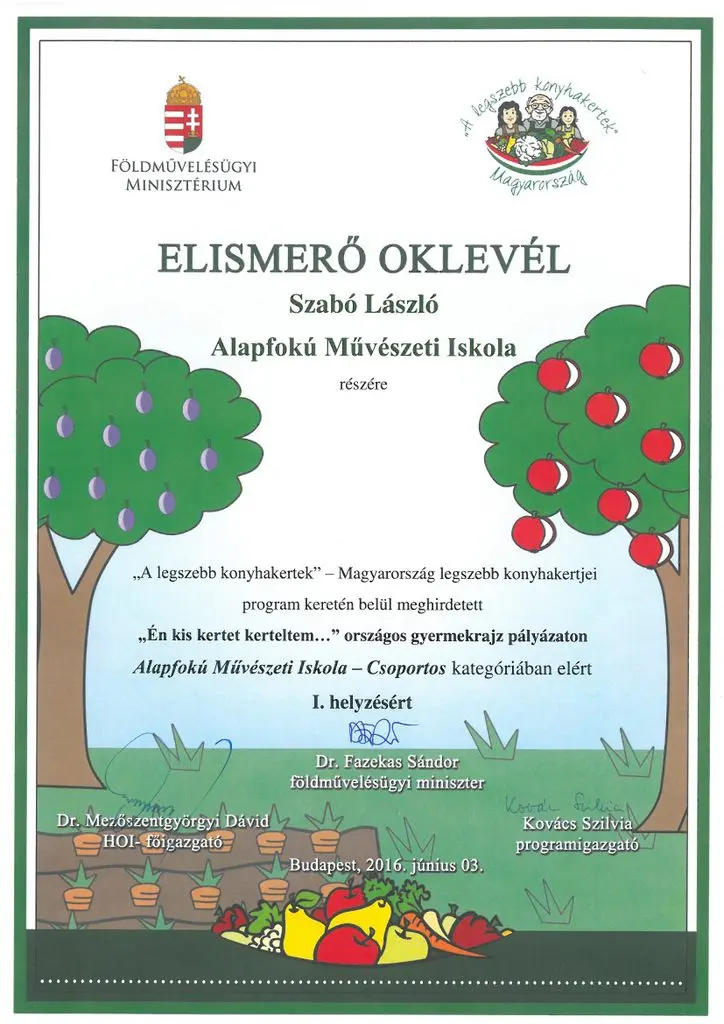 FÖLDMŰVELÉSÜGYI
MINISZTÉRIUM
„A legszebb konyhakertek"
Magyarország
ELISMERŐ OKLEVÉL
Szabó László
Alapfokú Művészeti Iskola
részére
„A legszebb konyhakertek” – Magyarország legszebb konyhakertjei
program keretén belül meghirdetett
„Én kis kertet kerteltem…” országos gyermekrajz pályázaton
Alapfokú Művészeti Iskola – Csoportos kategóriában elért
I. helyzésért
Dr. Fazekas Sándor
földművelésügyi miniszter
Kovács Szilvia
Dr. Mezőszentgyörgyi Dávid
HOI- főigazgató
Kovács Szilvia
programigazgató
Budapest, 2016. június 03.